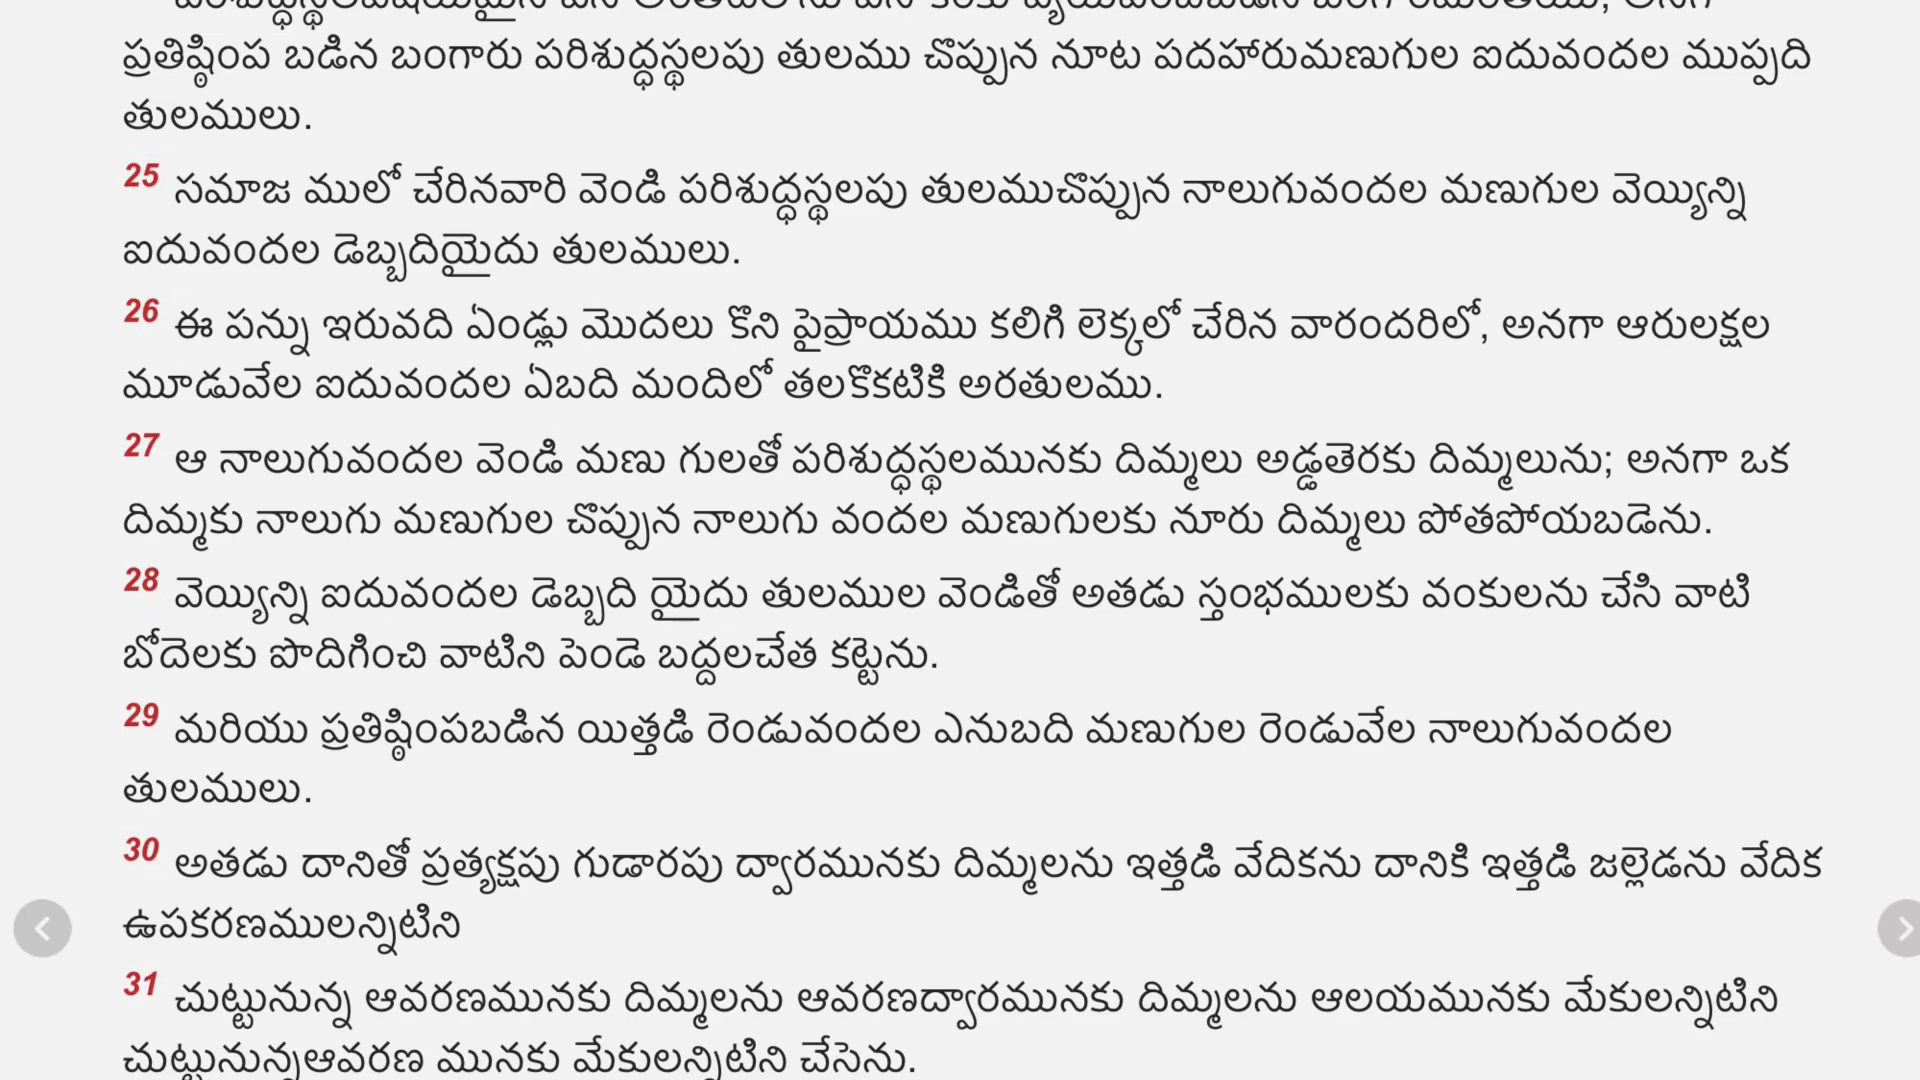 ప్రతిష్ఠింప బడిన బంగారు పరిశుద్ధస్థలపు తులము చొప్పున నూట పదహారుమణుగుల ఐదువందల ముప్పది
తులములు.
25 సమాజ ములో చేరినవారి వెండి పరిశుద్ధస్థలపు తులముచొప్పున నాలుగువందల మణుగుల వెయ్యిన్ని
ఐదువందల డెబ్బదియైదు తులములు.
26 ఈ పన్ను ఇరువది ఏండ్లు మొదలు కొని పైప్రాయము కలిగి లెక్కలో చేరిన వారందరిలో, అనగా ఆరులక్షల
మూడువేల ఐదువందల ఏబది మందిలో తలకొకటికి అరతులము.
27 ఆ నాలుగువందల వెండి మణు గులతో పరిశుద్ధస్థలమునకు దిమ్మలు అడ్డతెరకు దిమ్మలును; అనగా ఒక
దిమ్మకు నాలుగు మణుగుల చొప్పున నాలుగు వందల మణుగులకు నూరు దిమ్మలు పోతపోయబడెను.
28 వెయ్యిన్ని ఐదువందల డెబ్బది యైదు తులముల వెండితో అతడు స్తంభములకు వంకులను చేసి వాటి
బోదెలకు పొదిగించి వాటిని పెండె బద్దలచేత కట్టెను.
29 మరియు ప్రతిష్ఠింపబడిన యిత్తడి రెండువందల ఎనుబది మణుగుల రెండువేల నాలుగువందల
తులములు.
30 అతడు దానితో ప్రత్యక్షపు గుడారపు ద్వారమునకు దిమ్మలను ఇత్తడి వేదికను దానికి ఇత్తడి జల్లెడను వేదిక
ఉపకరణములన్నిటిని
31 చుట్టునున్న ఆవరణమునకు దిమ్మలను ఆవరణద్వారమునకు దిమ్మలను ఆలయమునకు మేకులన్నిటిని
చుట్టునున్నఆవరణ మునకు మేకులన్నిటిని చేసెను.